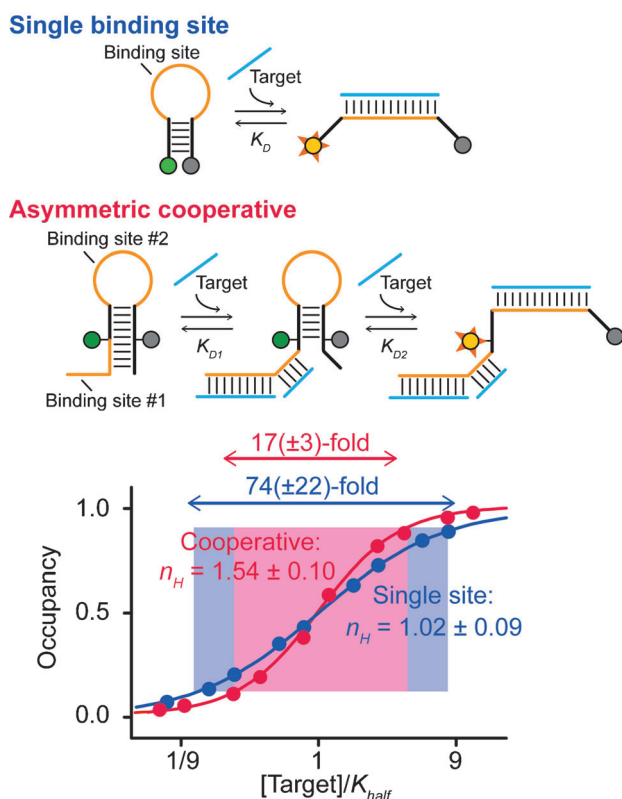 Single binding site
Binding site
Target
K_D
Asymmetric cooperative
Binding site #2
Target
Target
K_D1
K_D2
Binding site #1
17(±3)-fold
74(±22)-fold
1.0
Cooperative:
n_H = 1.54 ± 0.10
Occupancy
0.5
Single site:
n_H = 1.02 ± 0.09
0.0
1/9
1
9
[Target]/K_half